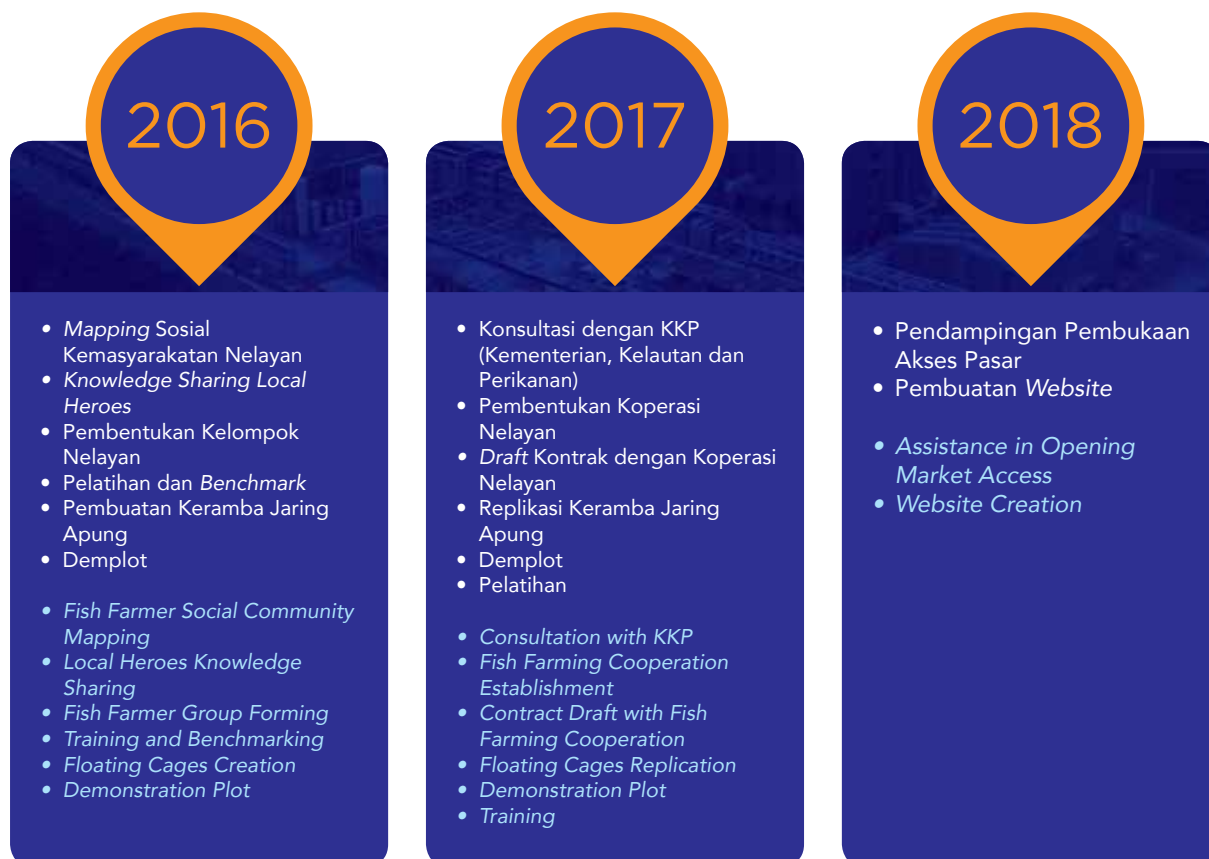 2016
• Mapping Sosial
Kemasyarakatan Nelayan
• Knowledge Sharing Local
Heroes
• Pembentukan Kelompok
Nelayan
• Pelatihan dan Benchmark
• Pembuatan Keramba Jaring
Apung
• Demplot
• Fish Farmer Social Community
Mapping
• Local Heroes Knowledge
Sharing
• Fish Farmer Group Forming
• Training and Benchmarking
• Floating Cages Creation
• Demonstration Plot
2017
• Konsultasi dengan KKP
(Kementerian, Kelautan dan
Perikanan)
• Pembentukan Koperasi
Nelayan
• Draft Kontrak dengan Koperasi
Nelayan
• Replikasi Keramba Jaring
Apung
• Demplot
• Pelatihan
• Consultation with KKP
• Fish Farming Cooperation
Establishment
• Contract Draft with Fish
Farming Cooperation
• Floating Cages Replication
• Demonstration Plot
• Training
2018
• Pendampingan Pembukaan
Akses Pasar
• Pembuatan Website
• Assistance in Opening
Market Access
• Website Creation